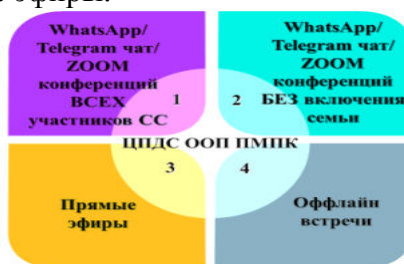 эфиры.
WhatsApp/
Telegram чат/
ZOOM
конференций
ВСЕХ
участников СС
1
WhatsApp/
Telegram чат/
ZOOM
конференций
БЕЗ включения
семьи
2
ЦПДС ООП ПМПК
3
Прямые
эфиры
4
Оффлайн
встречи